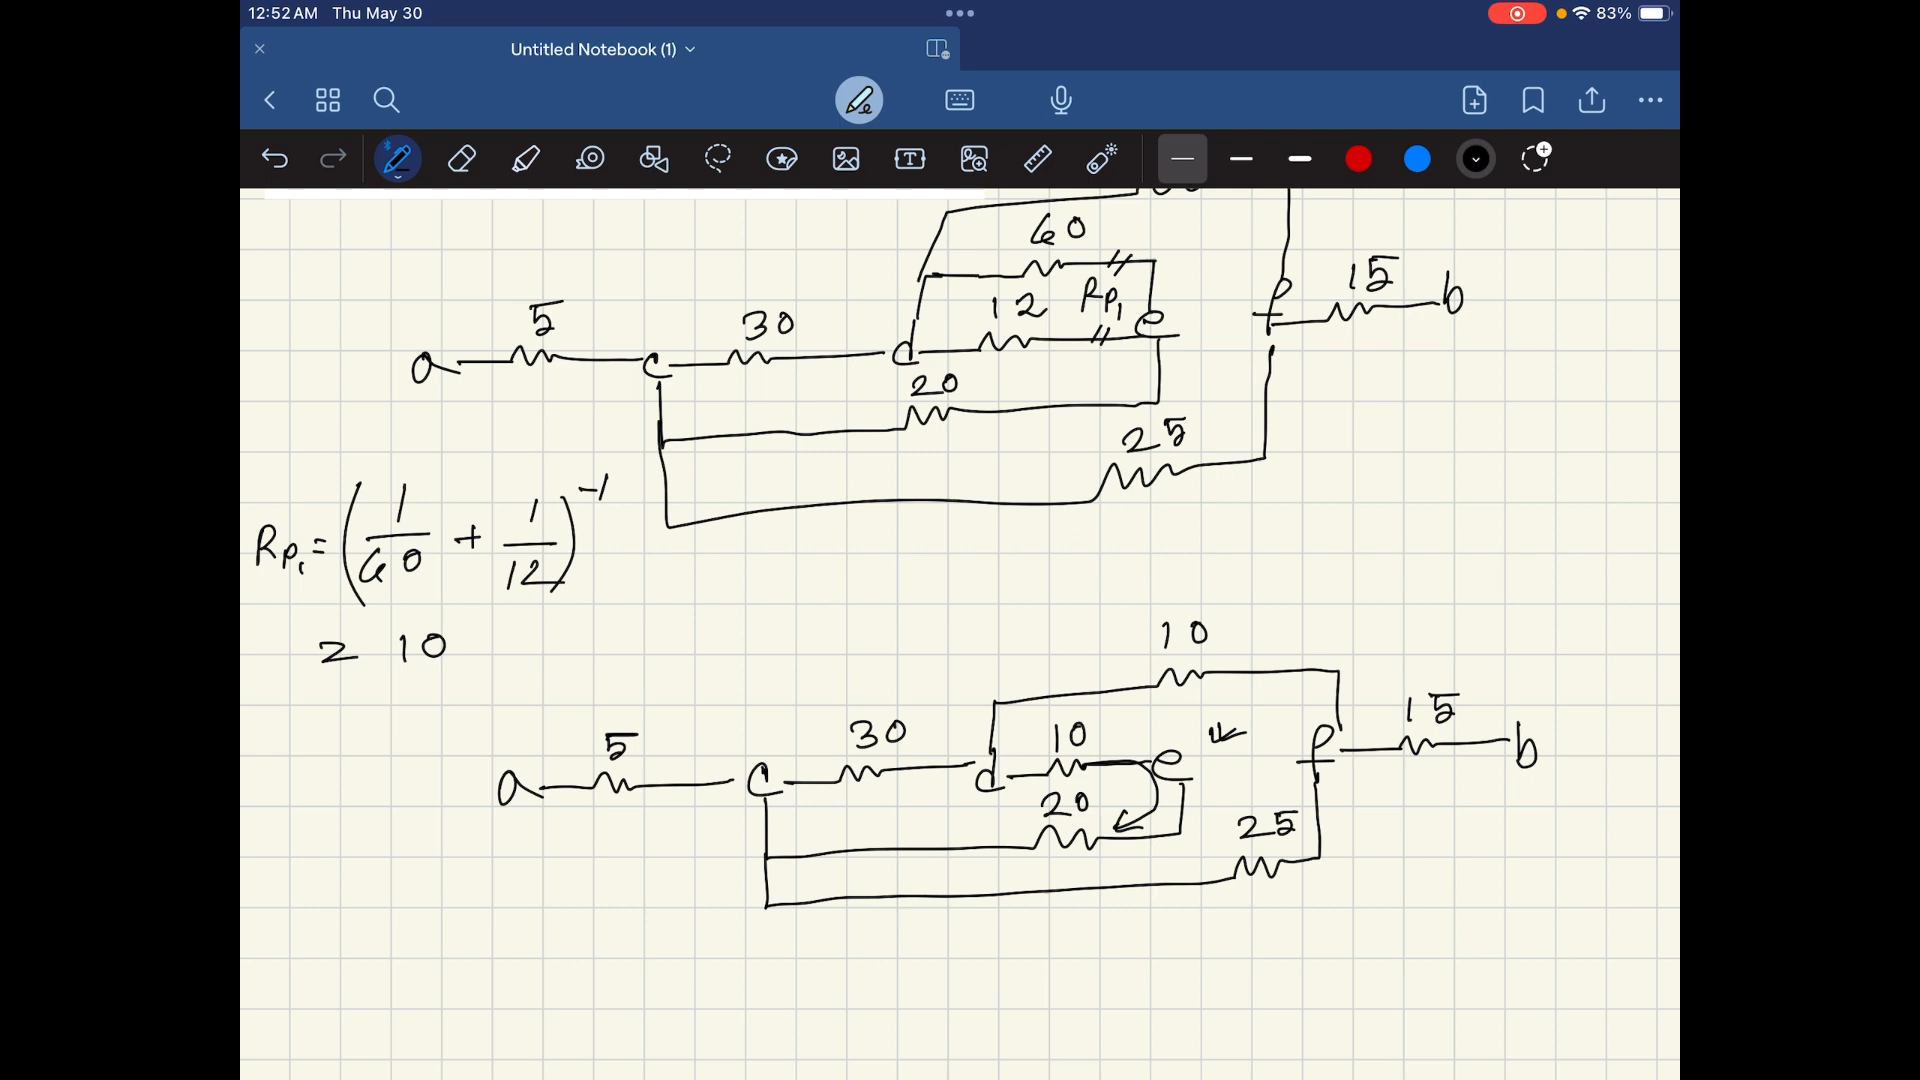 12:52 AM Thu May 30
83%
Untitled Notebook (1)
60
12 Rp1
5
30
d
e
f
15
b
a
c
20
25
Rp1 = (1/60 + 1/12)^-1
= 10
10
5
30
10
15
a
c
d
e
f
b
20
25